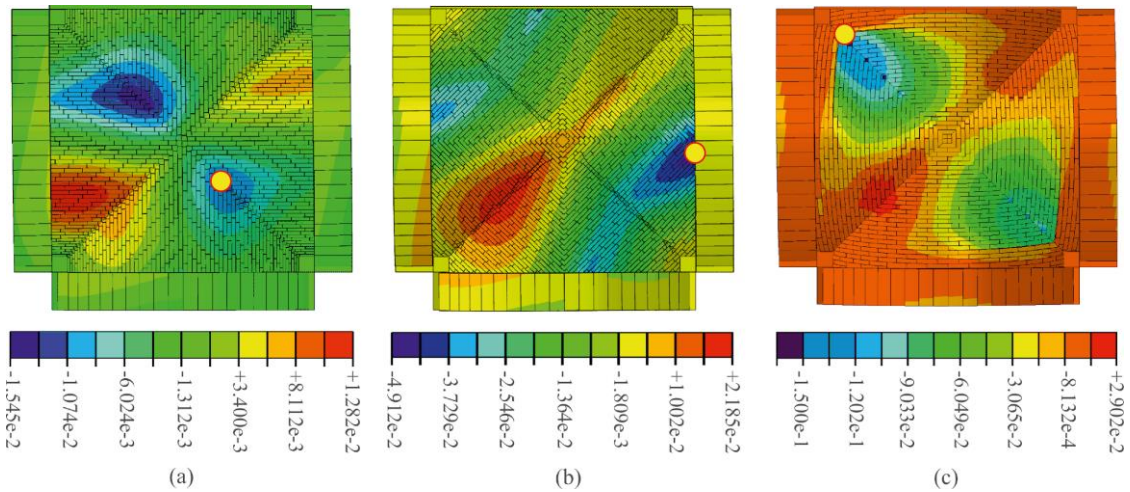 -1.545e-2
-1.074e-2
-6.024e-3
-1.312e-3
+3.400e-3
+8.112e-3
+1.282e-2
-4.912e-2
-3.729e-2
-2.546e-2
-1.364e-2
-1.809e-3
+1.002e-2
+2.185e-2
-1.500e-1
-1.202e-1
-9.033e-2
-6.049e-2
-3.065e-2
-8.132e-4
+2.902e-2
(a)
(b)
(c)